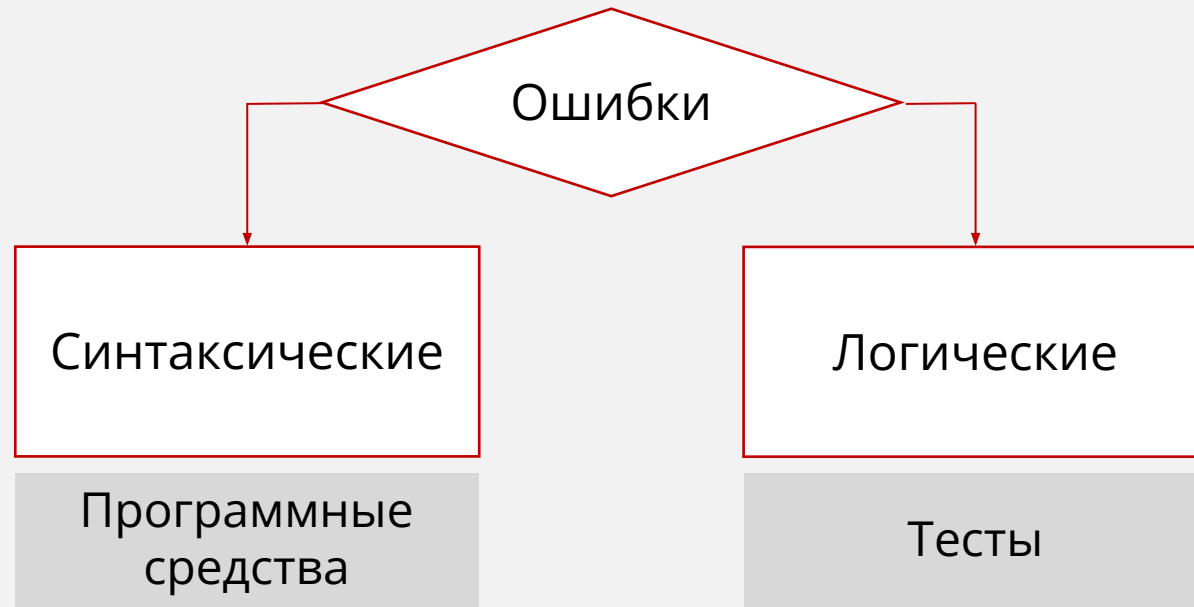 Ошибки
Синтаксические
Логические
Программные
средства
Тесты